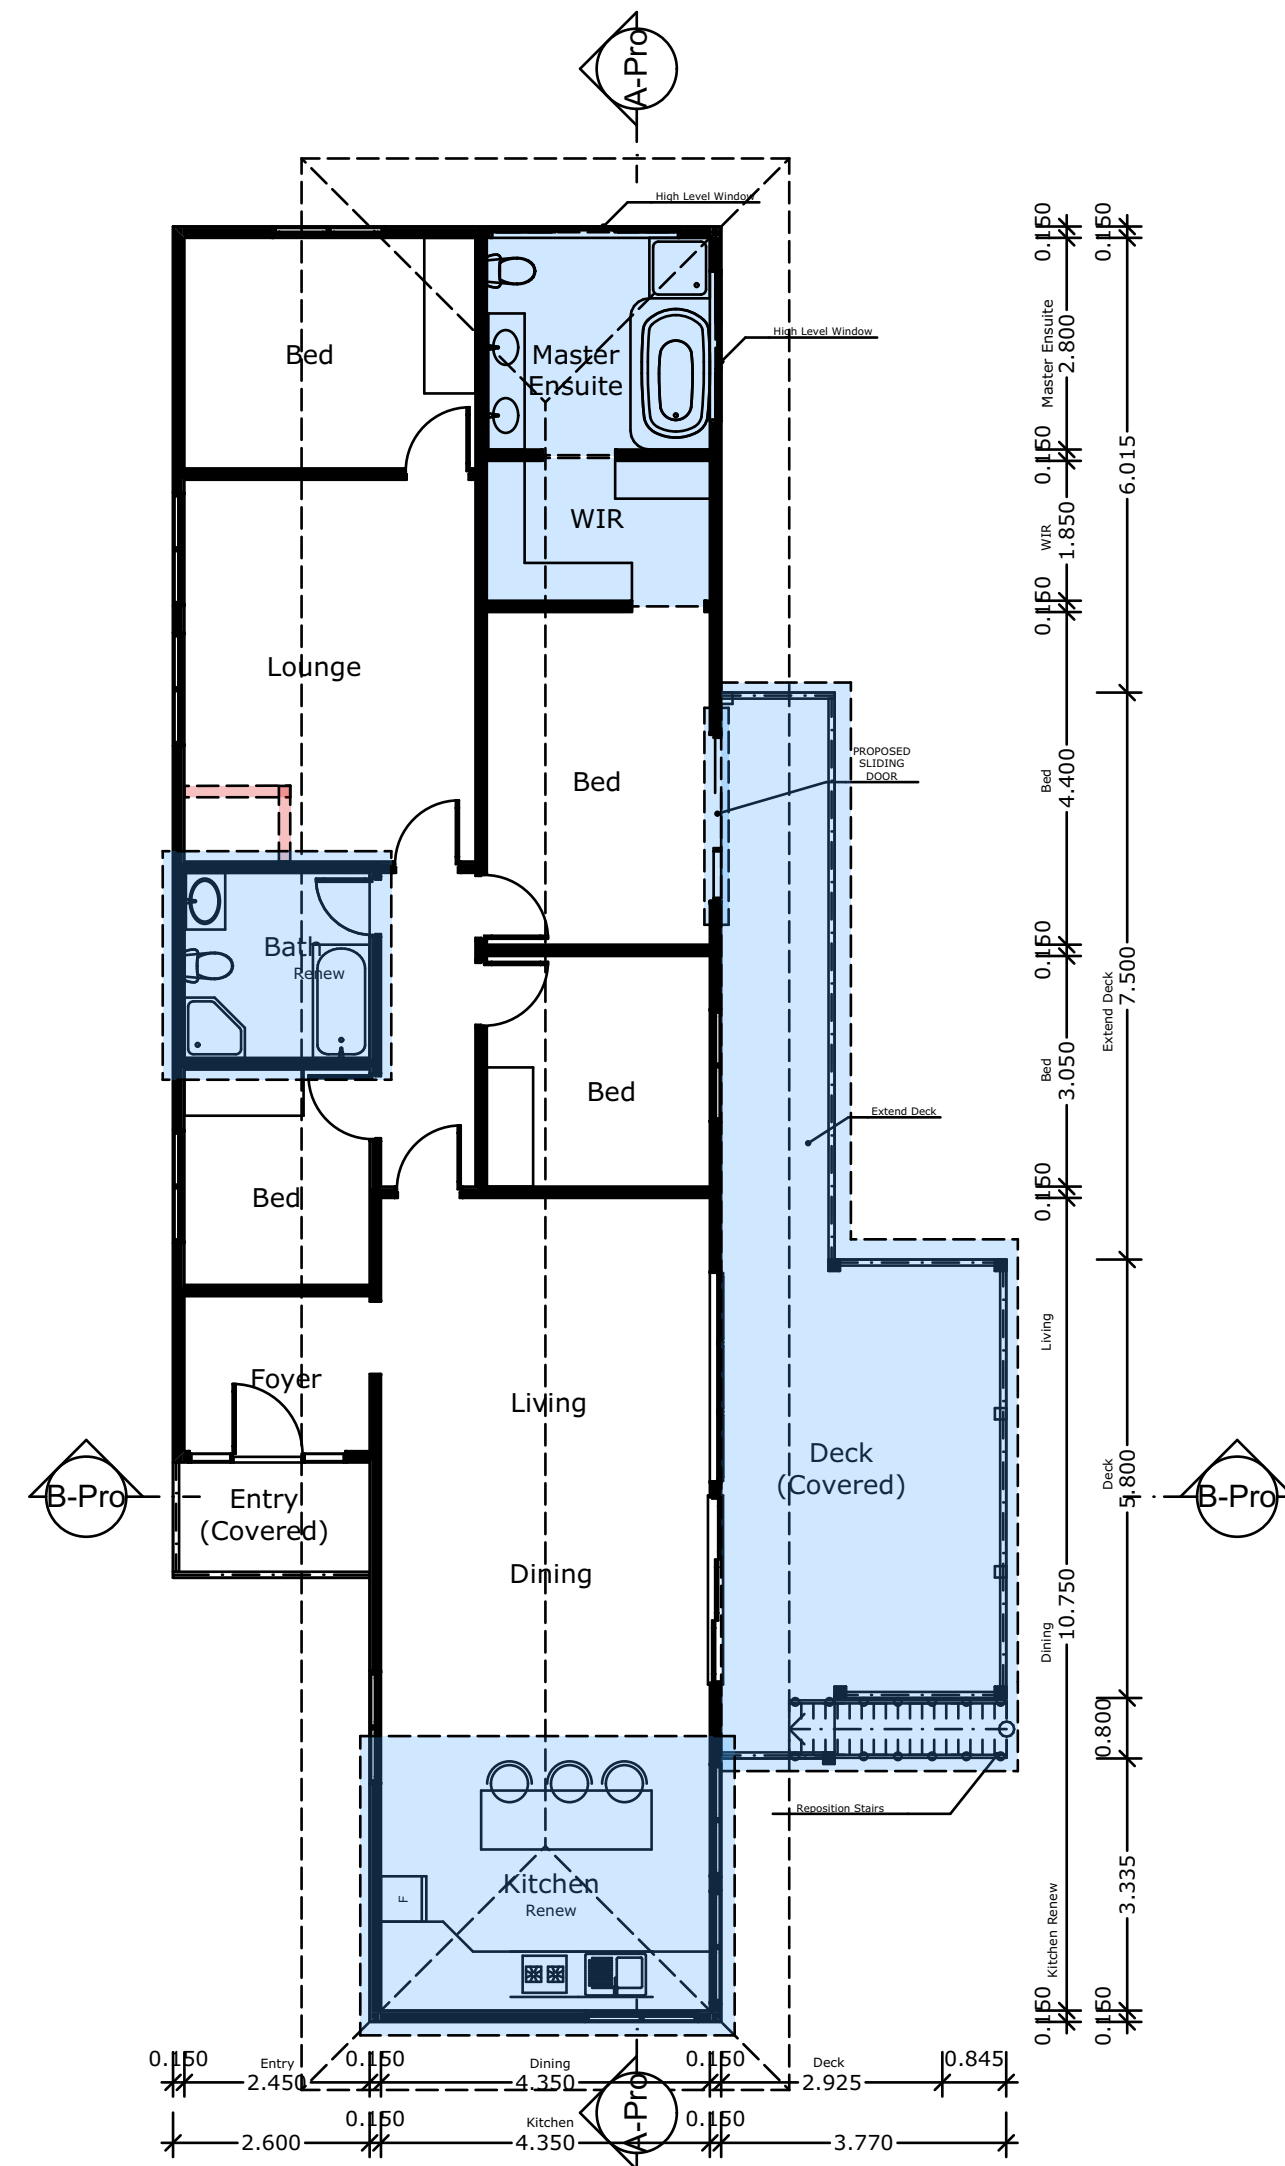 A-Pro
High Level Window
High Level Window
Bed
Master
Ensuite
WIR
Lounge
Bed
PROPOSED
SLIDING
DOOR
Bath
Renew
Bed
Extend Deck
Bed
Foyer
Living
Deck
(Covered)
B-Pro
B-Pro
Entry
(Covered)
Dining
Reposition Stairs
Kitchen
Renew
F
0.150
Master Ensuite
2.800
0.150
WIR
1.850
0.150
Bed
4.400
0.150
Bed
3.050
0.150
Living
Dining
10.750
Kitchen Renew
0.150
0.150
6.015
Extend Deck
7.500
Deck
5.800
0.800
3.335
0.150
0.150
Entry
2.450
0.150
Dining
4.350
0.150
Deck
2.925
0.845
2.600
0.150
Kitchen
4.350
0.150
3.770
A-Pro